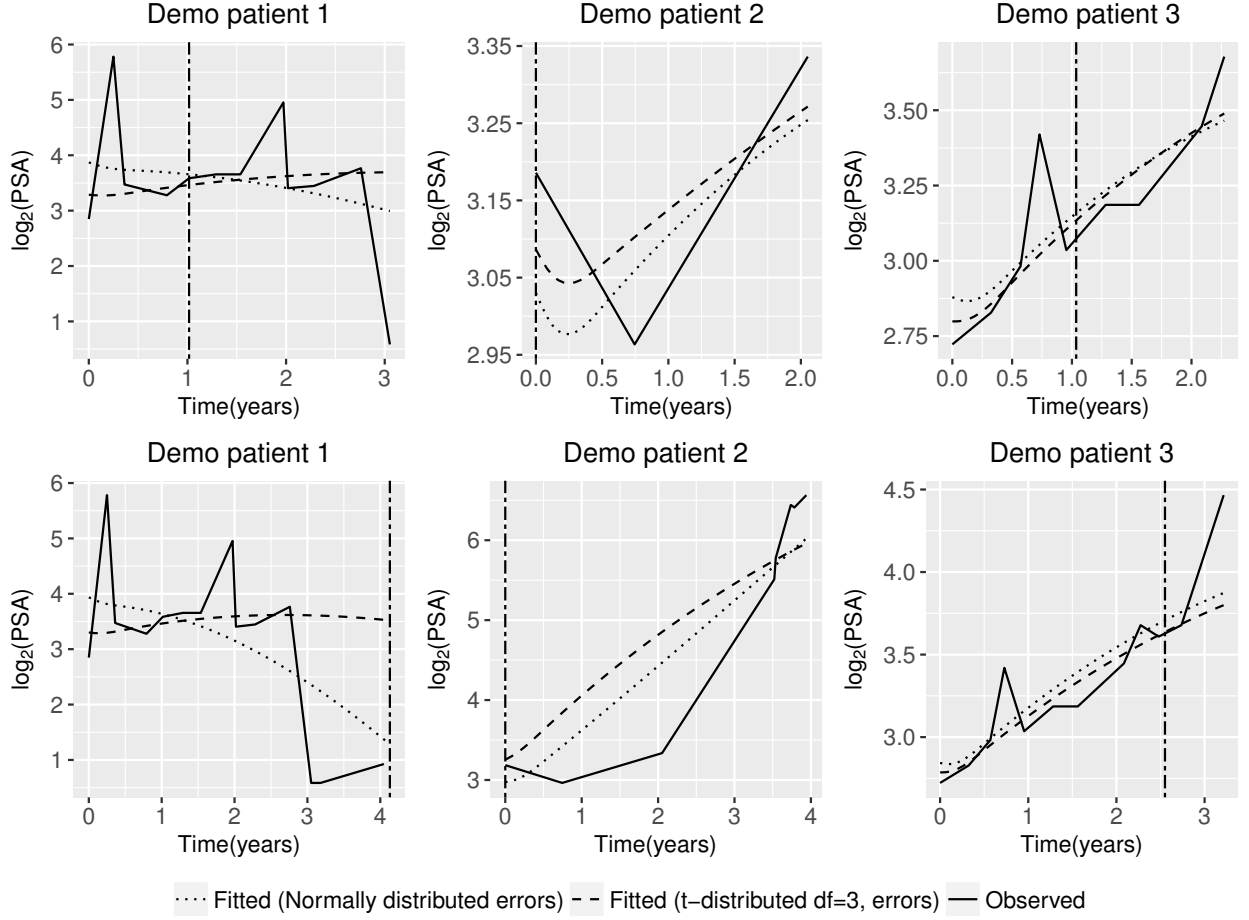 Demo patient 1
Demo patient 2
Demo patient 3
log2(PSA)
6
5
4
3
2
1
0
1
2
3
Time(years)
log2(PSA)
3.35
3.25
3.15
3.05
2.95
0.0
0.5
1.0
1.5
2.0
Time(years)
log2(PSA)
3.50
3.25
3.00
2.75
0.0
0.5
1.0
1.5
2.0
Time(years)
Demo patient 1
Demo patient 2
Demo patient 3
log2(PSA)
6
5
4
3
2
1
0
1
2
3
4
Time(years)
log2(PSA)
6
5
4
3
0
1
2
3
4
Time(years)
log2(PSA)
4.5
4.0
3.5
3.0
0
1
2
3
Time(years)
Fitted (Normally distributed errors)
Fitted (t−distributed df=3, errors)
Observed